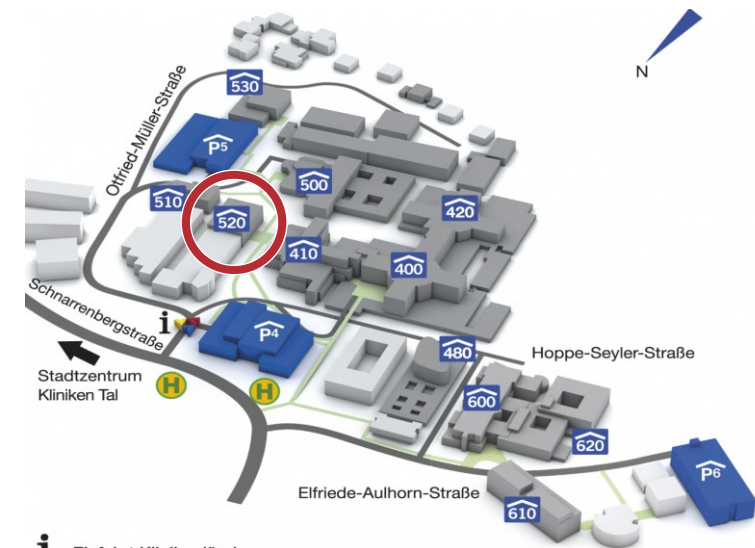 N
530
Otfried-Müller-Straße
P5
500
510
520
420
410
400
Schnarrenbergstraße
i
P4
480
Hoppe-Seyler-Straße
Stadtzentrum
Kliniken Tal
H
H
600
620
P6
Elfriede-Aulhorn-Straße
610
i